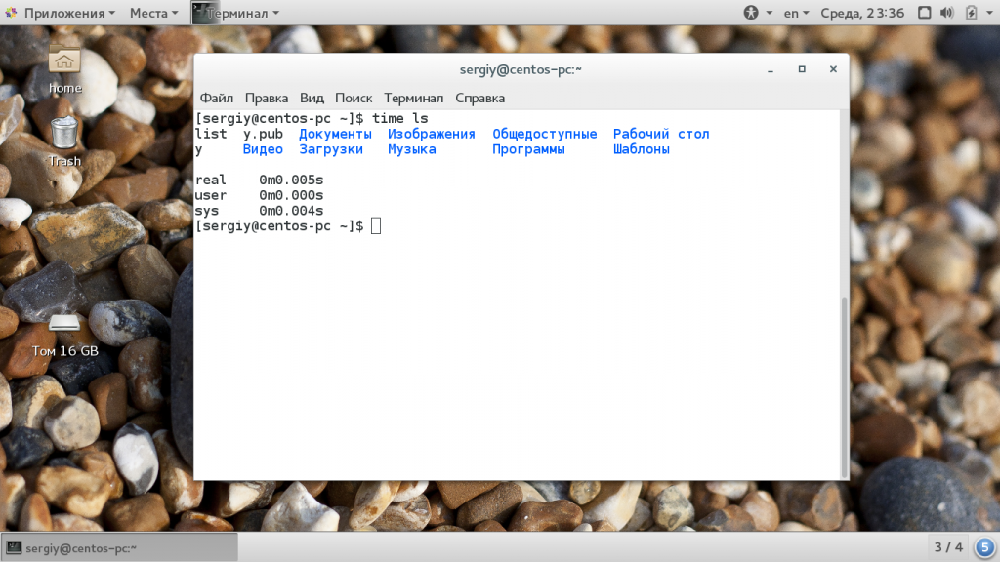 Приложения Места Терминал en Среда, 2 3:36
home
Trash
Том 16 GB
sergiy@centos-pc:~
Файл Правка Вид Поиск Терминал Справка
[sergiy@centos-pc ~]$ time ls
list y.pub Документы Изображения Общедоступные Рабочий стол
y Видео Загрузки Музыка Программы Шаблоны
real 0m0.005s
user 0m0.000s
sys 0m0.004s
[sergiy@centos-pc ~]$
sergiy@centos-pc:~ 3 / 4 5